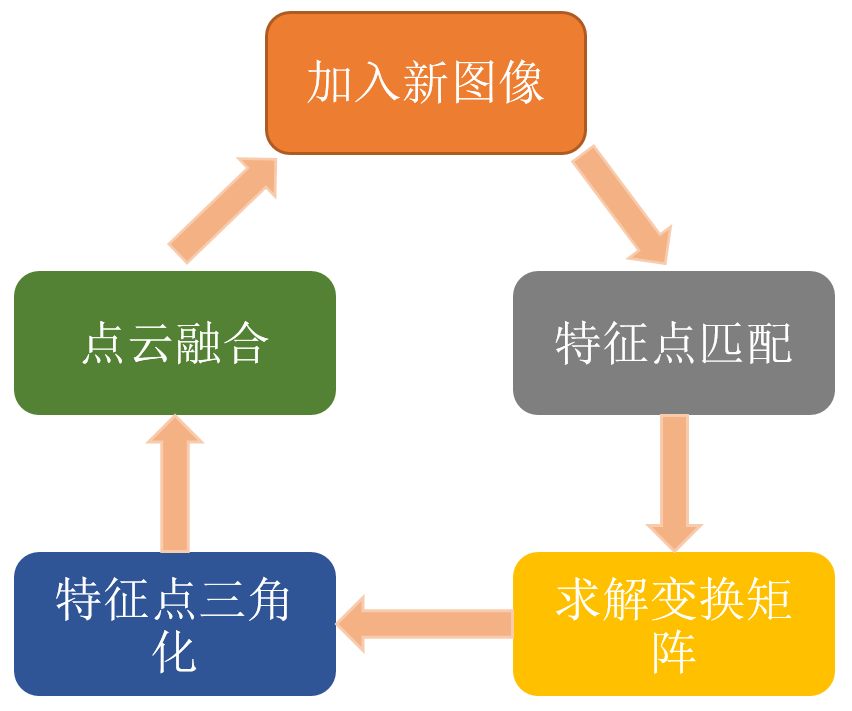 加入新图像
点云融合
特征点匹配
特征点三角
化
求解变换矩
阵